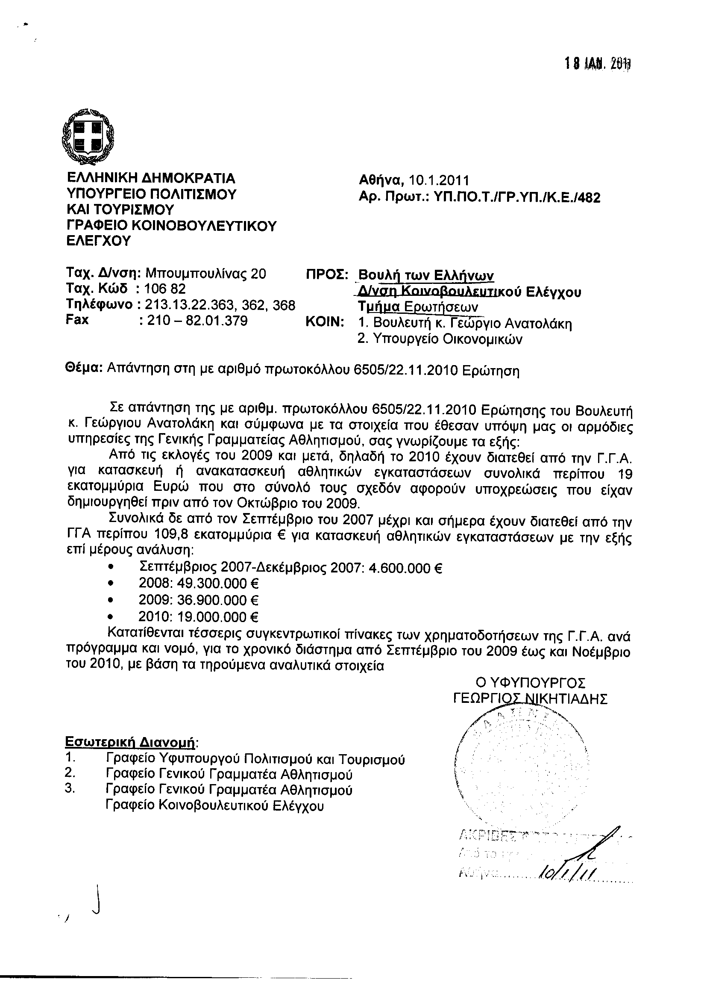 18 ΙΑΝ. 2011
ΕΛΛΗΝΙΚΗ ΔΗΜΟΚΡΑΤΙΑ
ΥΠΟΥΡΓΕΙΟ ΠΟΛΙΤΙΣΜΟΥ
ΚΑΙ ΤΟΥΡΙΣΜΟΥ
ΓΡΑΦΕΙΟ ΚΟΙΝΟΒΟΥΛΕΥΤΙΚΟΥ
ΕΛΕΓΧΟΥ
Αθήνα, 10.1.2011
Αρ. Πρωτ.: ΥΠ.ΠΟ.Τ./ΓΡ.ΥΠ./Κ.Ε./482
Ταχ. Δ/νση: Μπουμπουλίνας 20
Ταχ. Κώδ : 106 82
Τηλέφωνο : 213.13.22.363, 362, 368
Fax : 210 – 82.01.379
ΠΡΟΣ: Βουλή των Ελλήνων
Δ/νση Κοινοβουλευτικού Ελέγχου
Τμήμα Ερωτήσεων
ΚΟΙΝ: 1. Βουλευτή κ. Γεώργιο Ανατολάκη
2. Υπουργείο Οικονομικών
Θέμα: Απάντηση στη με αριθμό πρωτοκόλλου 6505/22.11.2010 Ερώτηση
Σε απάντηση της με αριθμ. πρωτοκόλλου 6505/22.11.2010 Ερώτησης του Βουλευτή
κ. Γεώργιου Ανατολάκη και σύμφωνα με τα στοιχεία που έθεσαν υπόψη μας οι αρμόδιες
υπηρεσίες της Γενικής Γραμματείας Αθλητισμού, σας γνωρίζουμε τα εξής:
Από τις εκλογές του 2009 και μετά, δηλαδή το 2010 έχουν διατεθεί από την Γ.Γ.Α.
για κατασκευή ή ανακατασκευή αθλητικών εγκαταστάσεων συνολικά περίπου 19
εκατομμύρια Ευρώ που στο σύνολό τους σχεδόν αφορούν υποχρεώσεις που είχαν
δημιουργηθεί πριν από τον Οκτώβριο του 2009.
Συνολικά δε από τον Σεπτέμβριο του 2007 μέχρι και σήμερα έχουν διατεθεί από την
ΓΓΑ περίπου 109,8 εκατομμύρια € για κατασκευή αθλητικών εγκαταστάσεων με την εξής
επί μέρους ανάλυση:
• Σεπτέμβριος 2007-Δεκέμβριος 2007: 4.600.000 €
• 2008: 49.300.000 €
• 2009: 36.900.000 €
• 2010: 19.000.000 €
Κατατίθενται τέσσερις συγκεντρωτικοί πίνακες των χρηματοδοτήσεων της Γ.Γ.Α. ανά
πρόγραμμα και νομό, για το χρονικό διάστημα από Σεπτέμβριο του 2009 έως και Νοέμβριο
του 2010, με βάση τα τηρούμενα αναλυτικά στοιχεία
Ο ΥΦΥΠΟΥΡΓΟΣ
ΓΕΩΡΓΙΟΣ ΝΙΚΗΤΙΑΔΗΣ
Εσωτερική Διανομή:
1. Γραφείο Υφυπουργού Πολιτισμού και Τουρισμού
2. Γραφείο Γενικού Γραμματέα Αθλητισμού
3. Γραφείο Γενικού Γραμματέα Αθλητισμού
Γραφείο Κοινοβουλευτικού Ελέγχου
ΑΚΡΙΒΕΣ
Από το
Αθήνα..........10/1/11